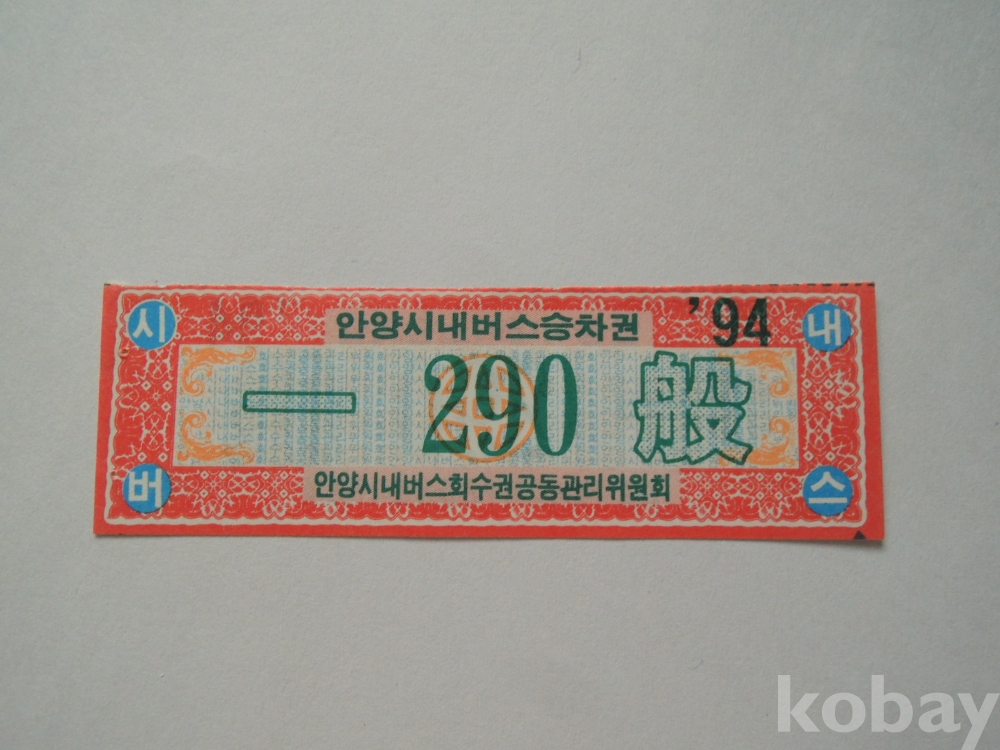 시 안양시내버스승차권 '94 내
一 290 般
버 안양시내버스회수권공동관리위원회 스
kobay